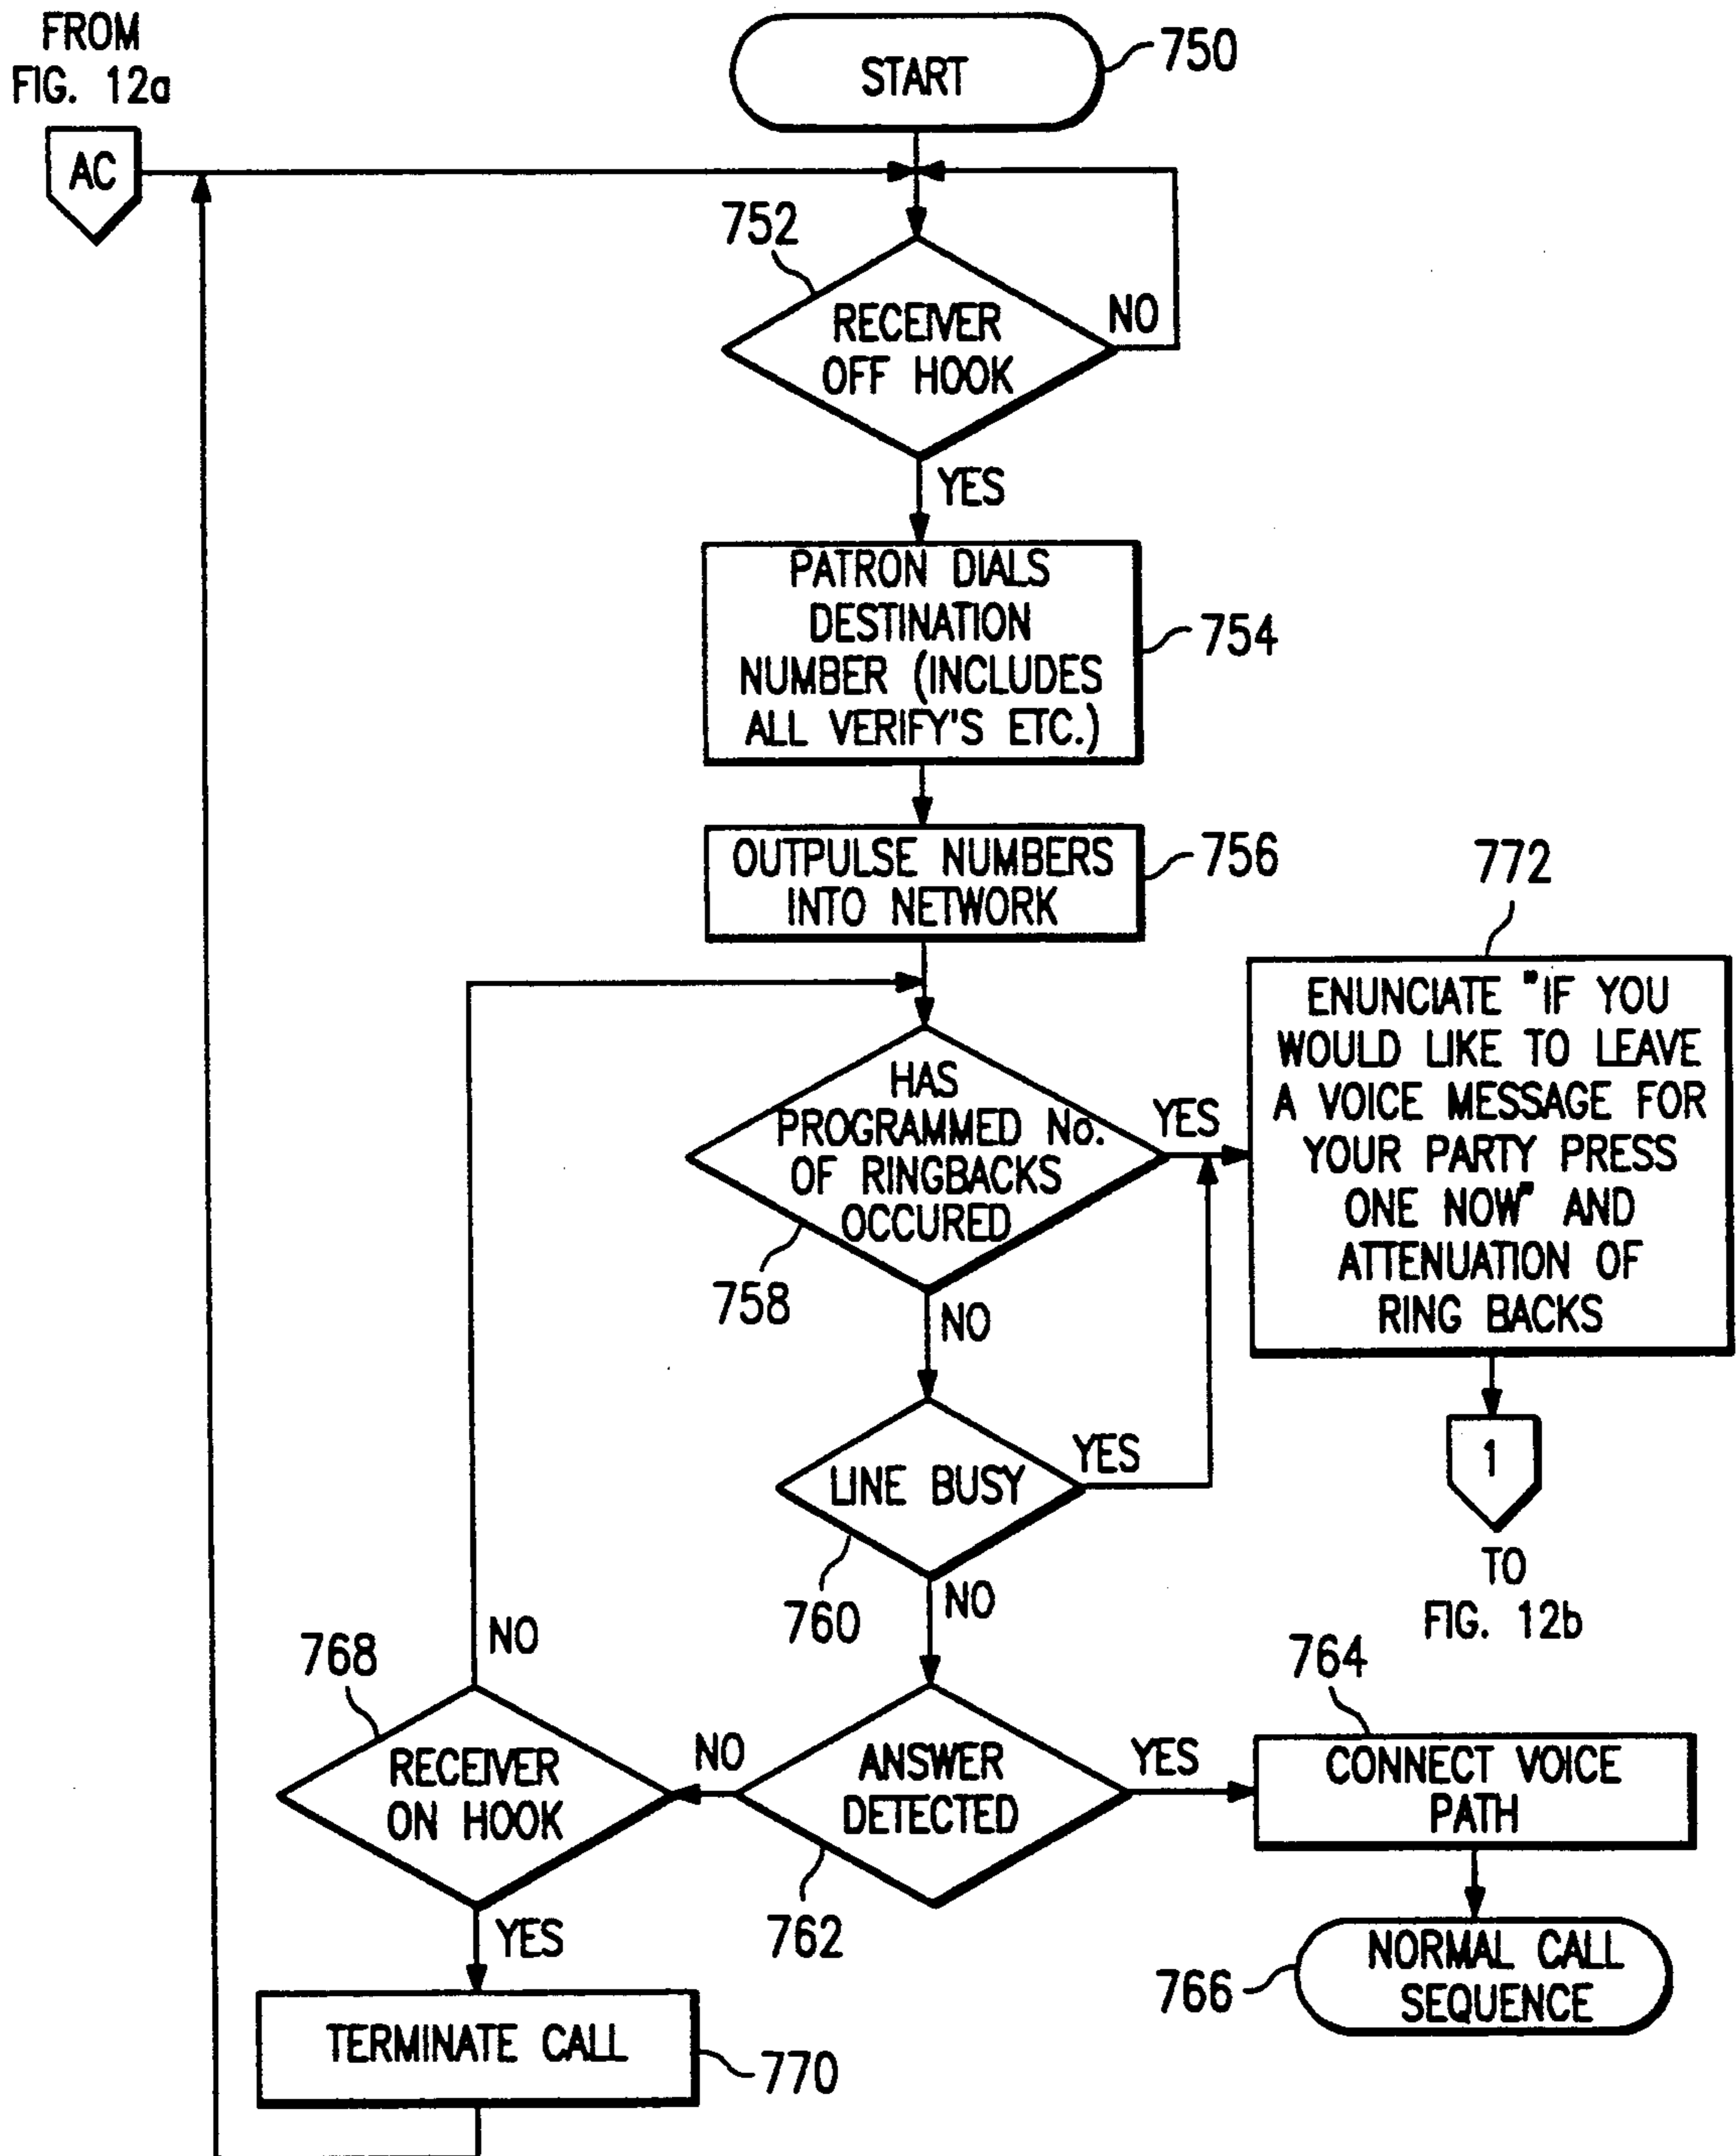 FROM
FIG. 12a
AC
START
750
752
RECEIVER
OFF HOOK
NO
YES
PATRON DIALS
DESTINATION
NUMBER (INCLUDES
ALL VERIFY'S ETC.)
754
OUTPULSE NUMBERS
INTO NETWORK
756
HAS
PROGRAMMED No.
OF RINGBACKS
OCCURED
758
YES
NO
772
ENUNCIATE "IF YOU
WOULD LIKE TO LEAVE
A VOICE MESSAGE FOR
YOUR PARTY PRESS
ONE NOW" AND
ATTENUATION OF
RING BACKS
1
TO
FIG. 12b
LINE BUSY
YES
760
NO
ANSWER
DETECTED
762
YES
764
CONNECT VOICE
PATH
NORMAL CALL
SEQUENCE
766
NO
768
RECEIVER
ON HOOK
NO
YES
TERMINATE CALL
770